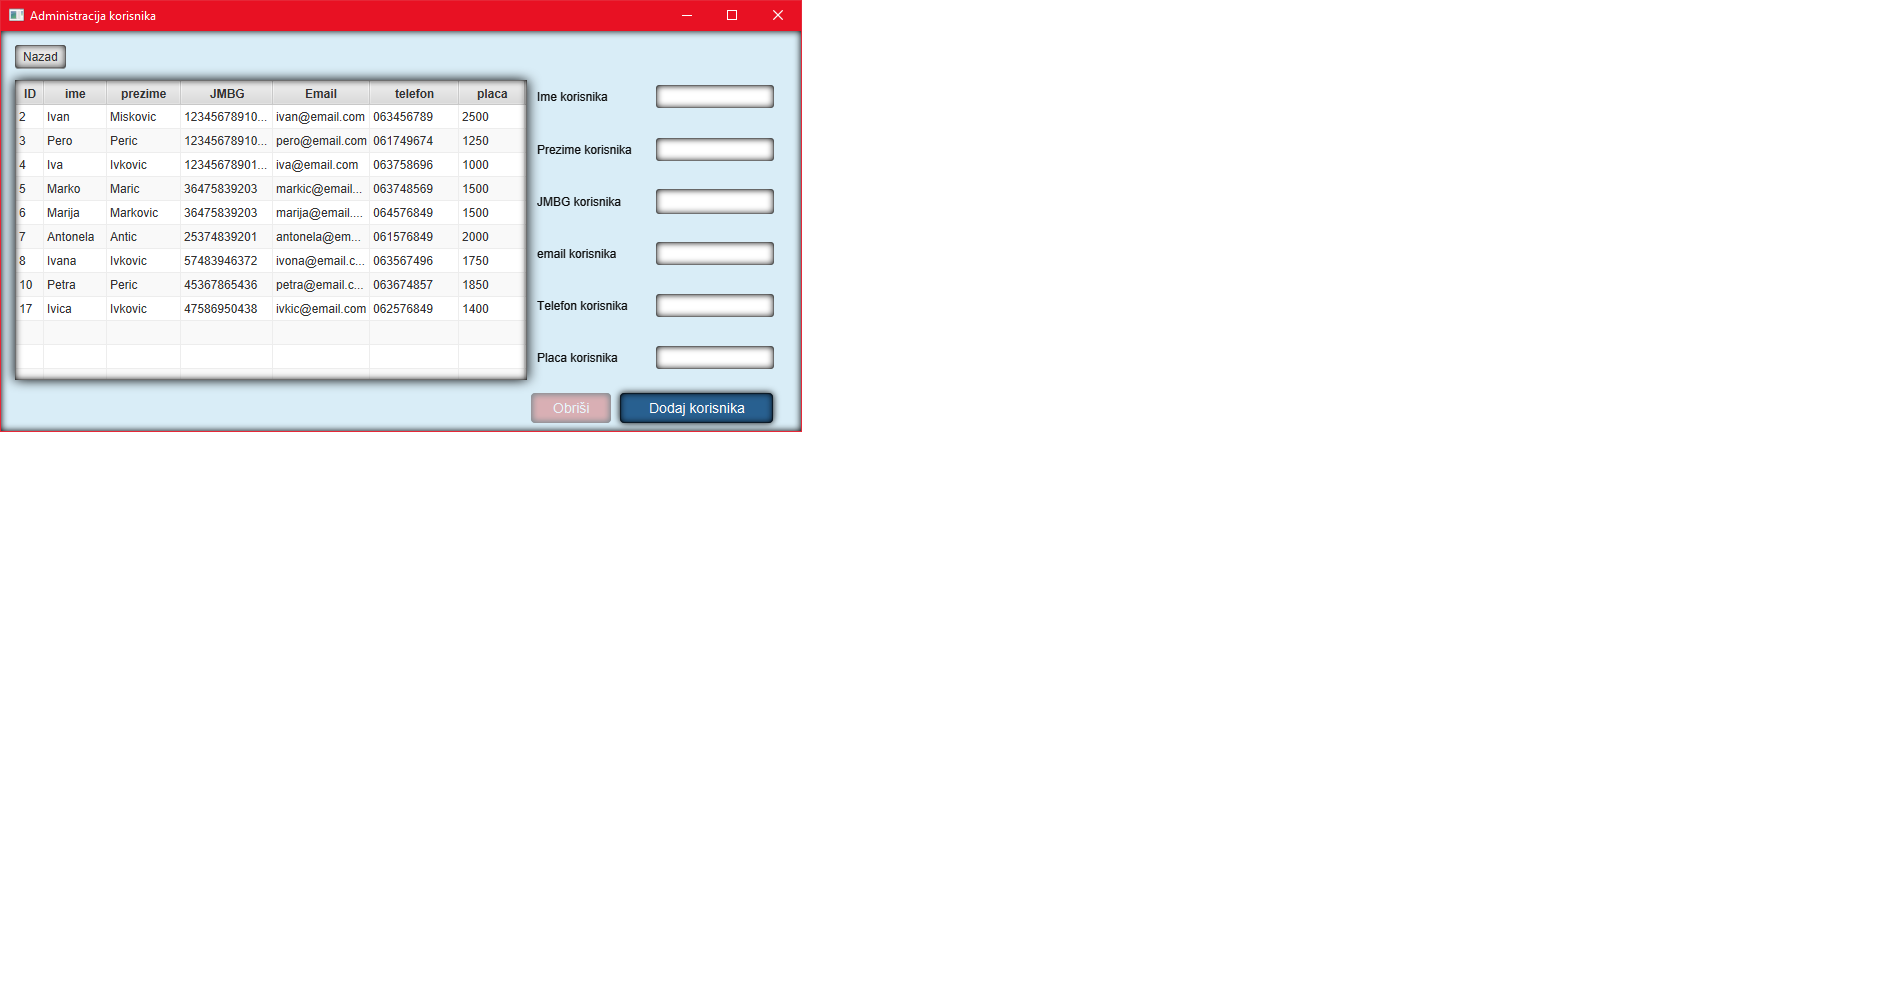 Administracija korisnika
Nazad
ID ime prezime JMBG Email telefon placa
2 Ivan Miskovic 12345678910... ivan@email.com 063456789 2500
3 Pero Peric 12345678910... pero@email.com 061749674 1250
4 Iva Ivkovic 12345678901... iva@email.com 063758696 1000
5 Marko Maric 36475839203 markic@email... 063748569 1500
6 Marija Markovic 36475839203 marija@email.... 064576849 1500
7 Antonela Antic 25374839201 antonela@em... 061576849 2000
8 Ivana Ivkovic 57483946372 ivona@email.c... 063567496 1750
10 Petra Peric 45367865436 petra@email.c... 063674857 1850
17 Ivica Ivkovic 47586950438 ivkic@email.com 062576849 1400
Ime korisnika
Prezime korisnika
JMBG korisnika
email korisnika
Telefon korisnika
Placa korisnika
Obriši Dodaj korisnika